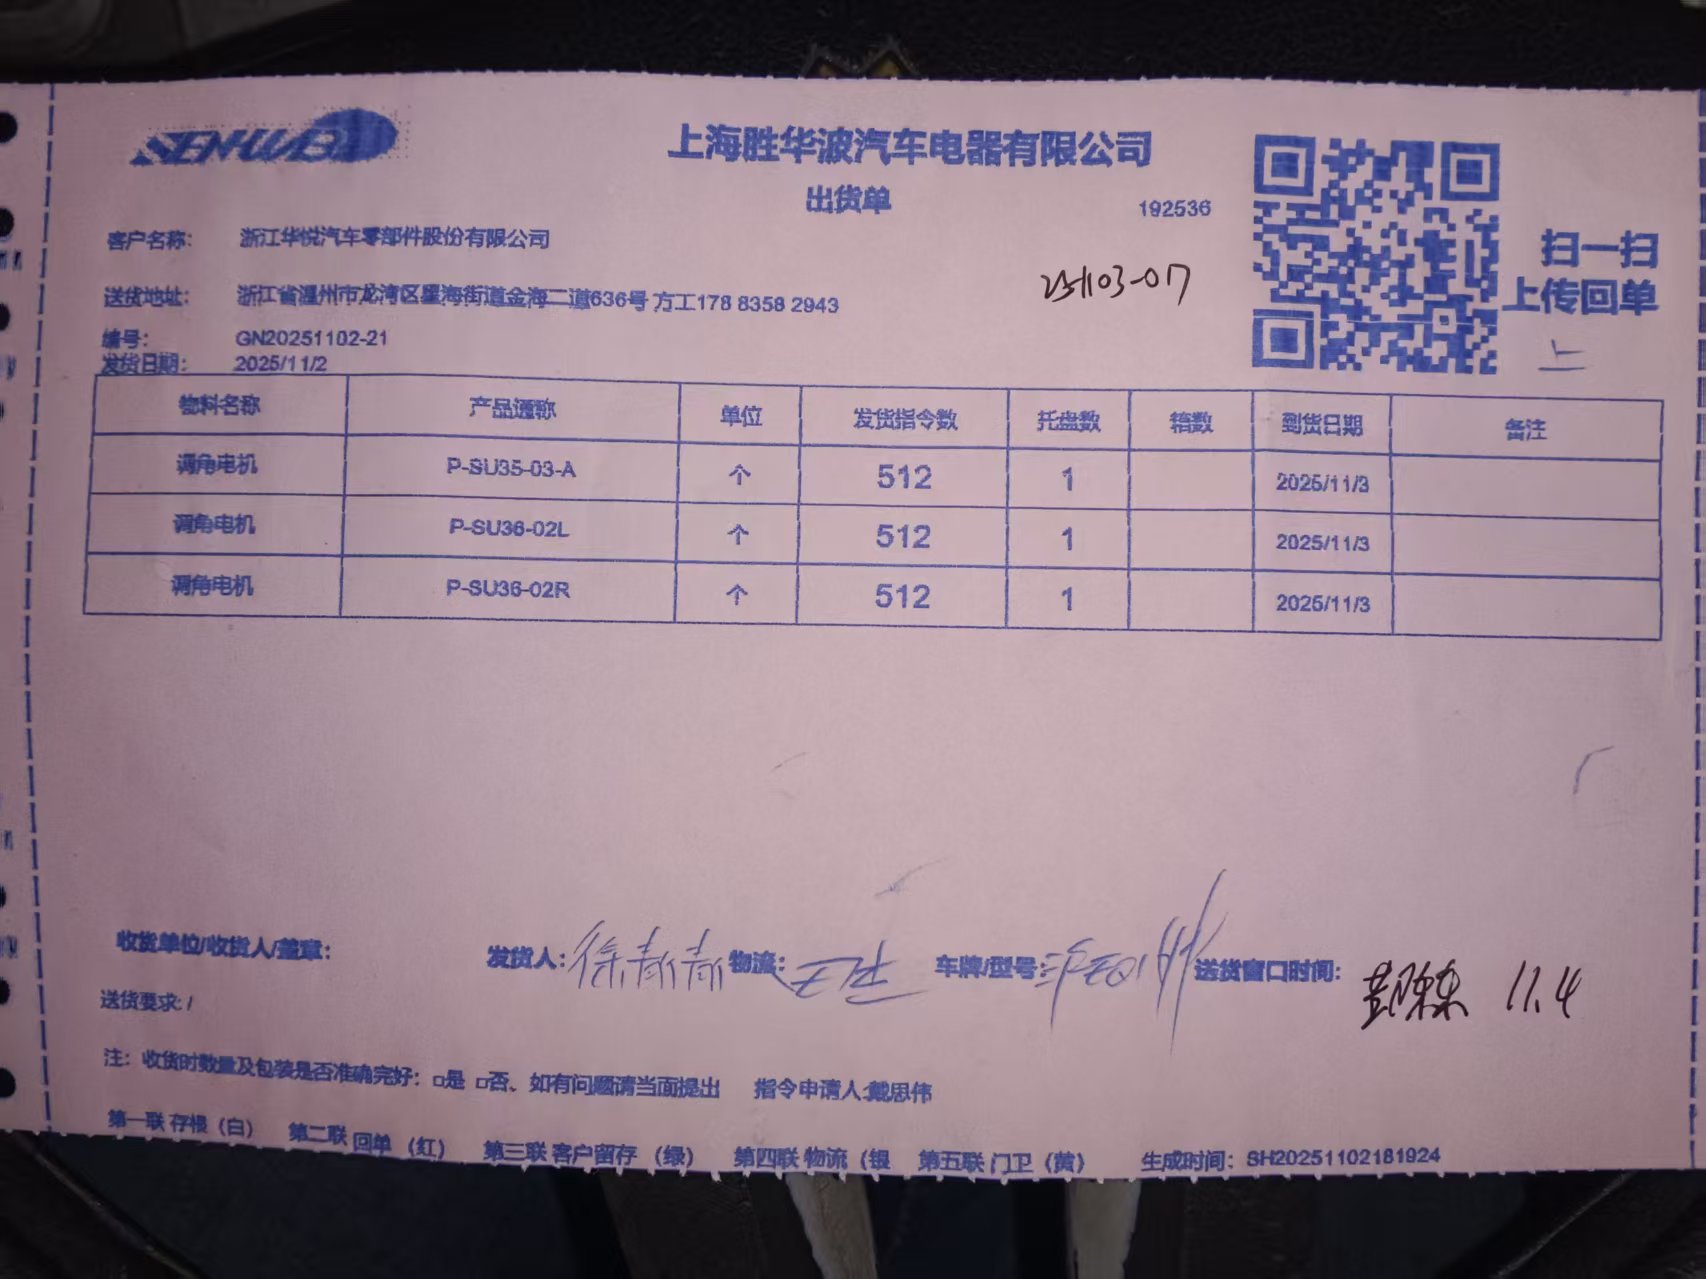 SENWBO
上海胜华波汽车电器有限公司
出货单
192536
扫一扫
上传回单
客户名称： 浙江华悦汽车零部件股份有限公司
送货地址： 浙江省温州市龙湾区星海街道金海二道636号 方工178 8358 2943
251103-017
编号： GN20251102-21
发货日期： 2025/11/2
上
物料名称 产品通称 单位 发货指令数 托盘数 箱数 到货日期 备注
调角电机 P-SU35-03-A 个 512 1 2025/11/3
调角电机 P-SU36-02L 个 512 1 2025/11/3
调角电机 P-SU36-02R 个 512 1 2025/11/3
收货单位/收货人/盖章： 发货人：徐青青 物流： 车牌/型号： 送货窗口时间： 11.4
送货要求: /
注： 收货时数量及包装是否准确完好：□是 □否、如有问题请当面提出 指令申请人:戴思伟
第一联 存根（白） 第二联 回单（红） 第三联 客户留存（绿） 第四联 物流（银 第五联 门卫（黄） 生成时间：SH20251102181924